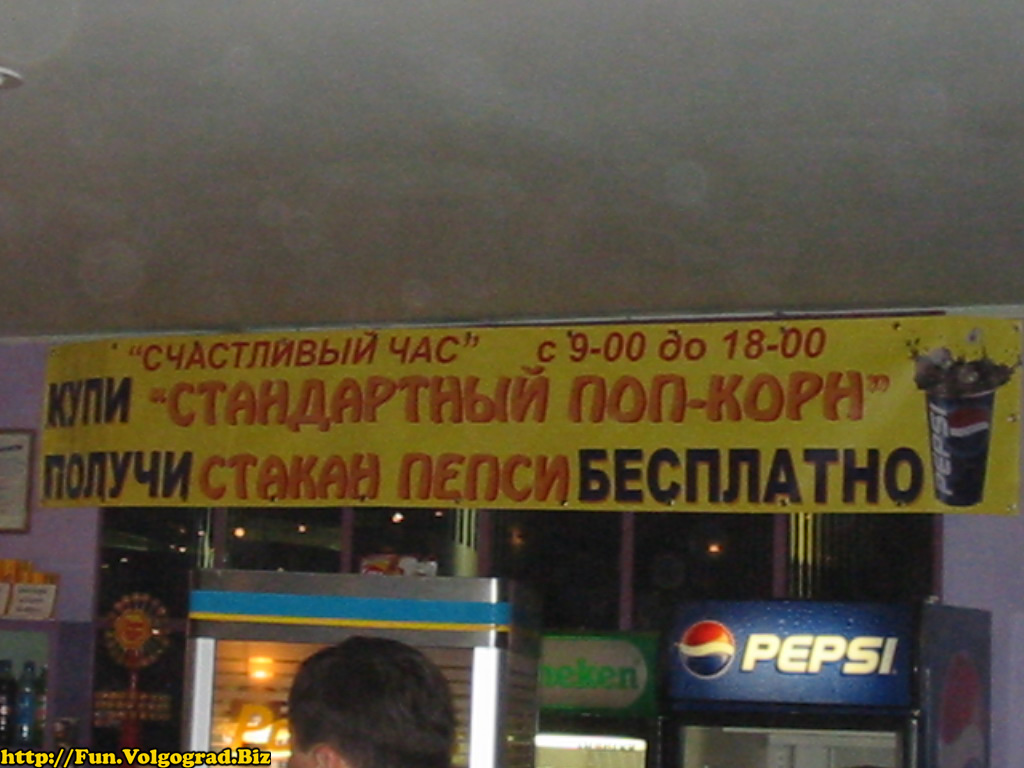 "СЧАСТЛИВЫЙ ЧАС" с 9-00 до 18-00
КУПИ "СТАНДАРТНЫЙ ПОП-КОРН"
ПОЛУЧИ СТАКАН ПЕПСИ БЕСПЛАТНО
PEPSI
neken
PEPSI
http://Fun.Volgograd.Biz